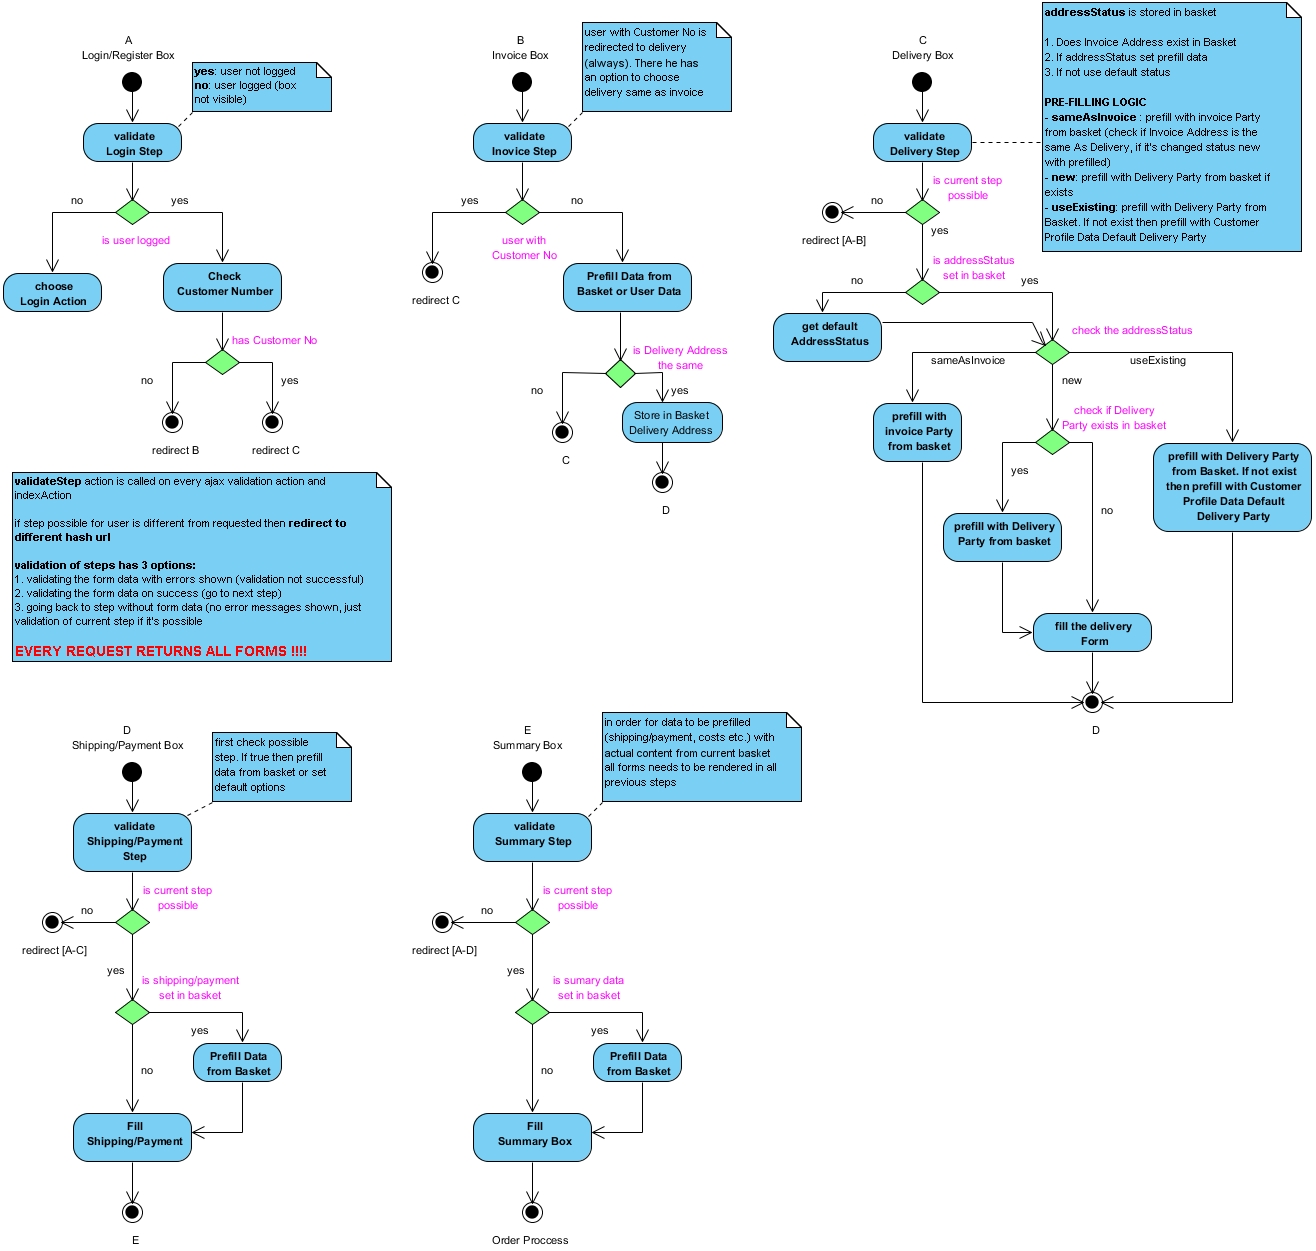 A
Login/Register Box
yes: user not logged
no: user logged (box
not visible)
validate
Login Step
no
yes
is user logged
choose
Login Action
Check
Customer Number
has Customer No
no
yes
redirect B
redirect C
B
Invoice Box
user with Customer No is
redirected to delivery
(always). There he has
an option to choose
delivery same as invoice
validate
Inovice Step
yes
no
user with
Customer No
redirect C
Prefill Data from
Basket or User Data
is Delivery Address
the same
no
yes
Store in Basket
Delivery Address
C
D
C
Delivery Box
addressStatus is stored in basket
1. Does Invoice Address exist in Basket
2. If addressStatus set prefill data
3. If not use default status
PRE-FILLING LOGIC
- sameAsInvoice : prefill with invoice Party
from basket (check if Invoice Address is the
same As Delivery, if it's changed status new
with prefilled)
- new: prefill with Delivery Party from basket if
exists
- useExisting: prefill with Delivery Party from
Basket. If not exist then prefill with Customer
Profile Data Default Delivery Party
validate
Delivery Step
is current step
possible
no
redirect [A-B]
yes
is addressStatus
set in basket
no
yes
get default
AddressStatus
check the addressStatus
sameAsInvoice
useExisting
new
prefill with
invoice Party
from basket
check if Delivery
Party exists in basket
yes
no
prefill with Delivery
Party from basket
prefill with Delivery Party
from Basket. If not exist
then prefill with Customer
Profile Data Default
Delivery Party
fill the delivery
Form
D
validateStep action is called on every ajax validation action and
indexAction
if step possible for user is different from requested then redirect to
different hash url
validation of steps has 3 options:
1. validating the form data with errors shown (validation not successful)
2. validating the form data on success (go to next step)
3. going back to step without form data (no error messages shown, just
validation of current step if it's possible
EVERY REQUEST RETURNS ALL FORMS !!!!
D
Shipping/Payment Box
first check possible
step. If true then prefill
data from basket or set
default options
validate
Shipping/Payment
Step
is current step
possible
no
redirect [A-C]
yes
is shipping/payment
set in basket
yes
Prefill Data
from Basket
no
Fill
Shipping/Payment
E
E
Summary Box
in order for data to be prefilled
(shipping/payment, costs etc.) with
actual content from current basket
all forms needs to be rendered in all
previous steps
validate
Summary Step
is current step
possible
no
redirect [A-D]
yes
is sumary data
set in basket
yes
Prefill Data
from Basket
no
Fill
Summary Box
Order Proccess